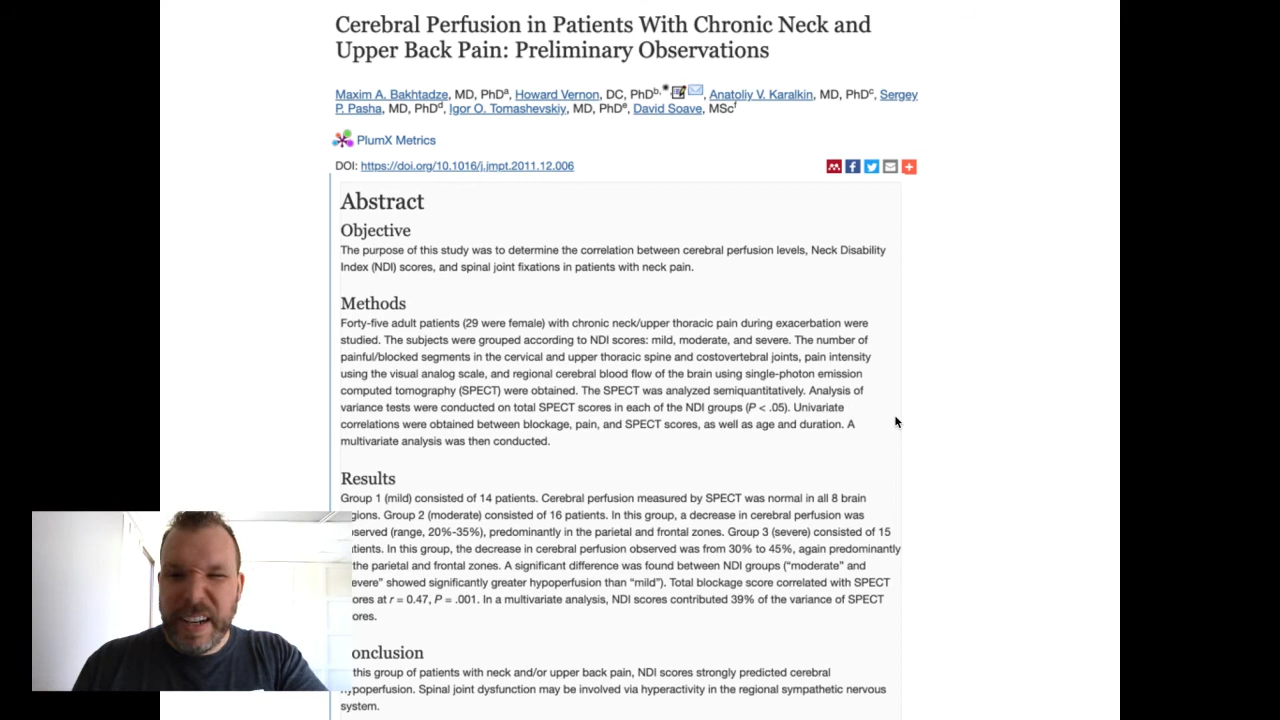 Cerebral Perfusion in Patients With Chronic Neck and
Upper Back Pain: Preliminary Observations
Maxim A. Bakhtadze, MD, PhDa, Howard Vernon, DC, PhDb,*, Anatoliy V. Karalkin, MD, PhDc, Sergey
P. Pasha, MD, PhDd, Igor O. Tomashevskiy, MD, PhDe, David Soave, MScf
PlumX Metrics
DOI: https://doi.org/10.1016/j.jmpt.2011.12.006
Abstract
Objective
The purpose of this study was to determine the correlation between cerebral perfusion levels, Neck Disability
Index (NDI) scores, and spinal joint fixations in patients with neck pain.
Methods
Forty-five adult patients (29 were female) with chronic neck/upper thoracic pain during exacerbation were
studied. The subjects were grouped according to NDI scores: mild, moderate, and severe. The number of
painful/blocked segments in the cervical and upper thoracic spine and costovertebral joints, pain intensity
using the visual analog scale, and regional cerebral blood flow of the brain using single-photon emission
computed tomography (SPECT) were obtained. The SPECT was analyzed semiquantitatively. Analysis of
variance tests were conducted on total SPECT scores in each of the NDI groups (P < .05). Univariate
correlations were obtained between blockage, pain, and SPECT scores, as well as age and duration. A
multivariate analysis was then conducted.
Results
Group 1 (mild) consisted of 14 patients. Cerebral perfusion measured by SPECT was normal in all 8 brain
gions. Group 2 (moderate) consisted of 16 patients. In this group, a decrease in cerebral perfusion was
served (range, 20%-35%), predominantly in the parietal and frontal zones. Group 3 (severe) consisted of 15
tients. In this group, the decrease in cerebral perfusion observed was from 30% to 45%, again predominantly
the parietal and frontal zones. A significant difference was found between NDI groups (“moderate” and
evere” showed significantly greater hypoperfusion than “mild”). Total blockage score correlated with SPECT
ores at r = 0.47, P = .001. In a multivariate analysis, NDI scores contributed 39% of the variance of SPECT
ores.
onclusion
this group of patients with neck and/or upper back pain, NDI scores strongly predicted cerebral
ypoperfusion. Spinal joint dysfunction may be involved via hyperactivity in the regional sympathetic nervous
system.